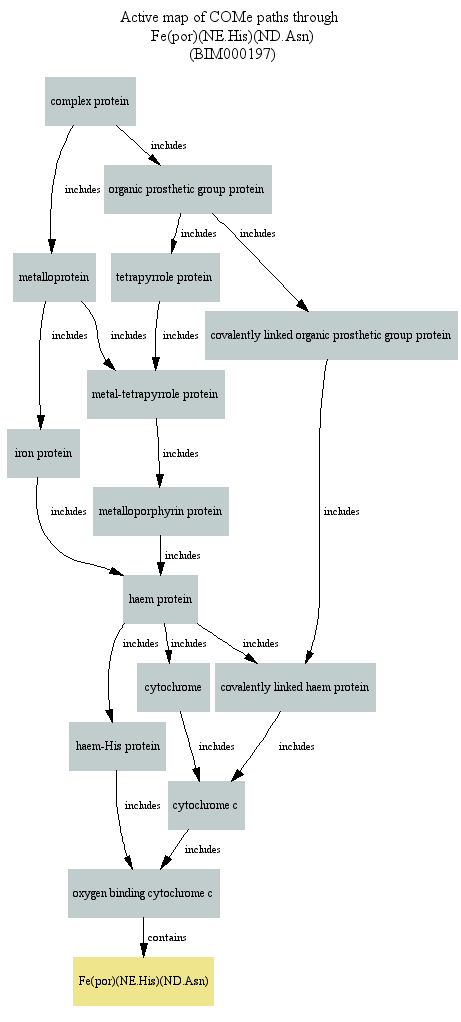 Active map of COMe paths through
Fe(por)(NE.His)(ND.Asn)
(BIM000197)
complex protein
includes
includes
organic prosthetic group protein
includes
includes
metalloprotein
tetrapyrrole protein
covalently linked organic prosthetic group protein
includes
includes
includes
metal-tetrapyrrole protein
iron protein
includes
metalloporphyrin protein
includes
includes
includes
haem protein
includes
includes
includes
cytochrome
covalently linked haem protein
haem-His protein
includes
includes
cytochrome c
includes
includes
oxygen binding cytochrome c
contains
Fe(por)(NE.His)(ND.Asn)